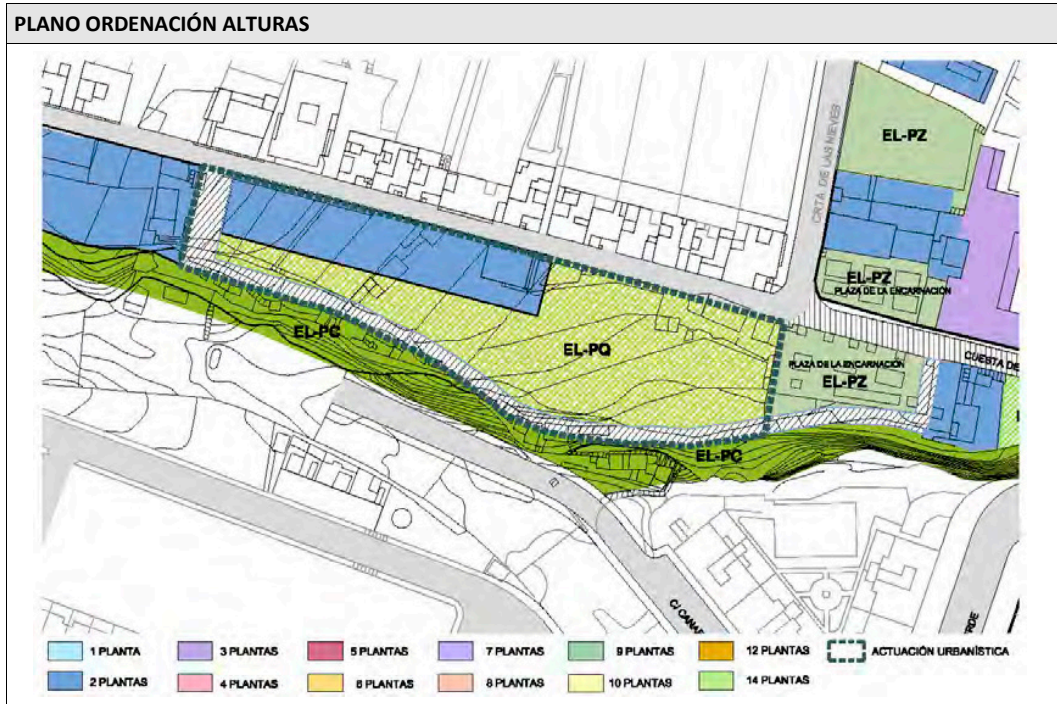 PLANO ORDENACIÓN ALTURAS
CRTA. DE LAS NIEVES
EL-PZ
EL-PZ
PLAZA DE LA ENCARNACIÓN
EL-PC
EL-PQ
PLAZA DE LA ENCARNACIÓN
EL-PZ
CUESTA DE
EL-PC
C/ CANAR
ERDE
1 PLANTA
3 PLANTAS
5 PLANTAS
7 PLANTAS
9 PLANTAS
12 PLANTAS
ACTUACIÓN URBANÍSTICA
2 PLANTAS
4 PLANTAS
6 PLANTAS
8 PLANTAS
10 PLANTAS
14 PLANTAS